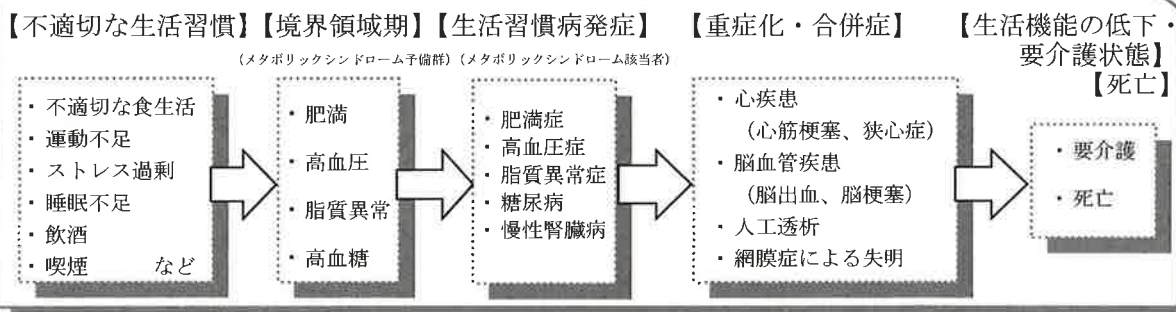 【不適切な生活習慣】【境界領域期】【生活習慣病発症】【重症化・合併症】【生活機能の低下・
要介護状態】
【死亡】
(メタボリックシンドローム予備群)(メタボリックシンドローム該当者)
・不適切な食生活
・運動不足
・ストレス過剰
・睡眠不足
・飲酒
・喫煙 など
・肥満
・高血圧
・脂質異常
・高血糖
・肥満症
・高血圧症
・脂質異常症
・糖尿病
・慢性腎臓病
・心疾患
(心筋梗塞、狭心症)
・脳血管疾患
(脳出血、脳梗塞)
・人工透析
・網膜症による失明
・要介護
・死亡